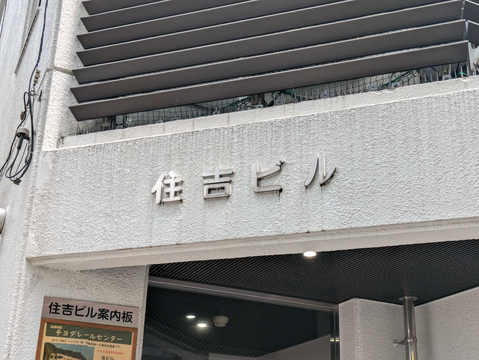 住吉ビル
住吉ビル案内板
チヨダレールセンター